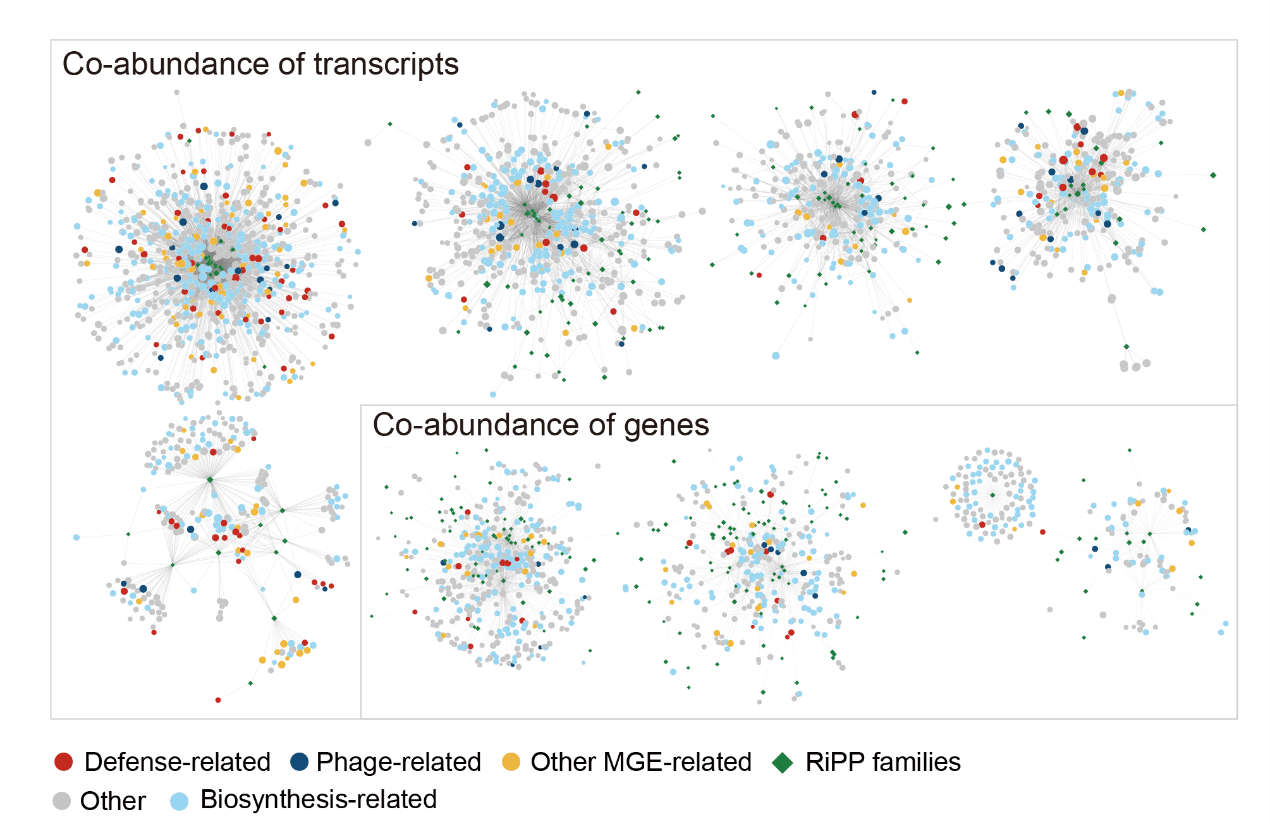 Co-abundance of transcripts
Co-abundance of genes
Defense-related
Phage-related
Other MGE-related
RiPP families
Other
Biosynthesis-related